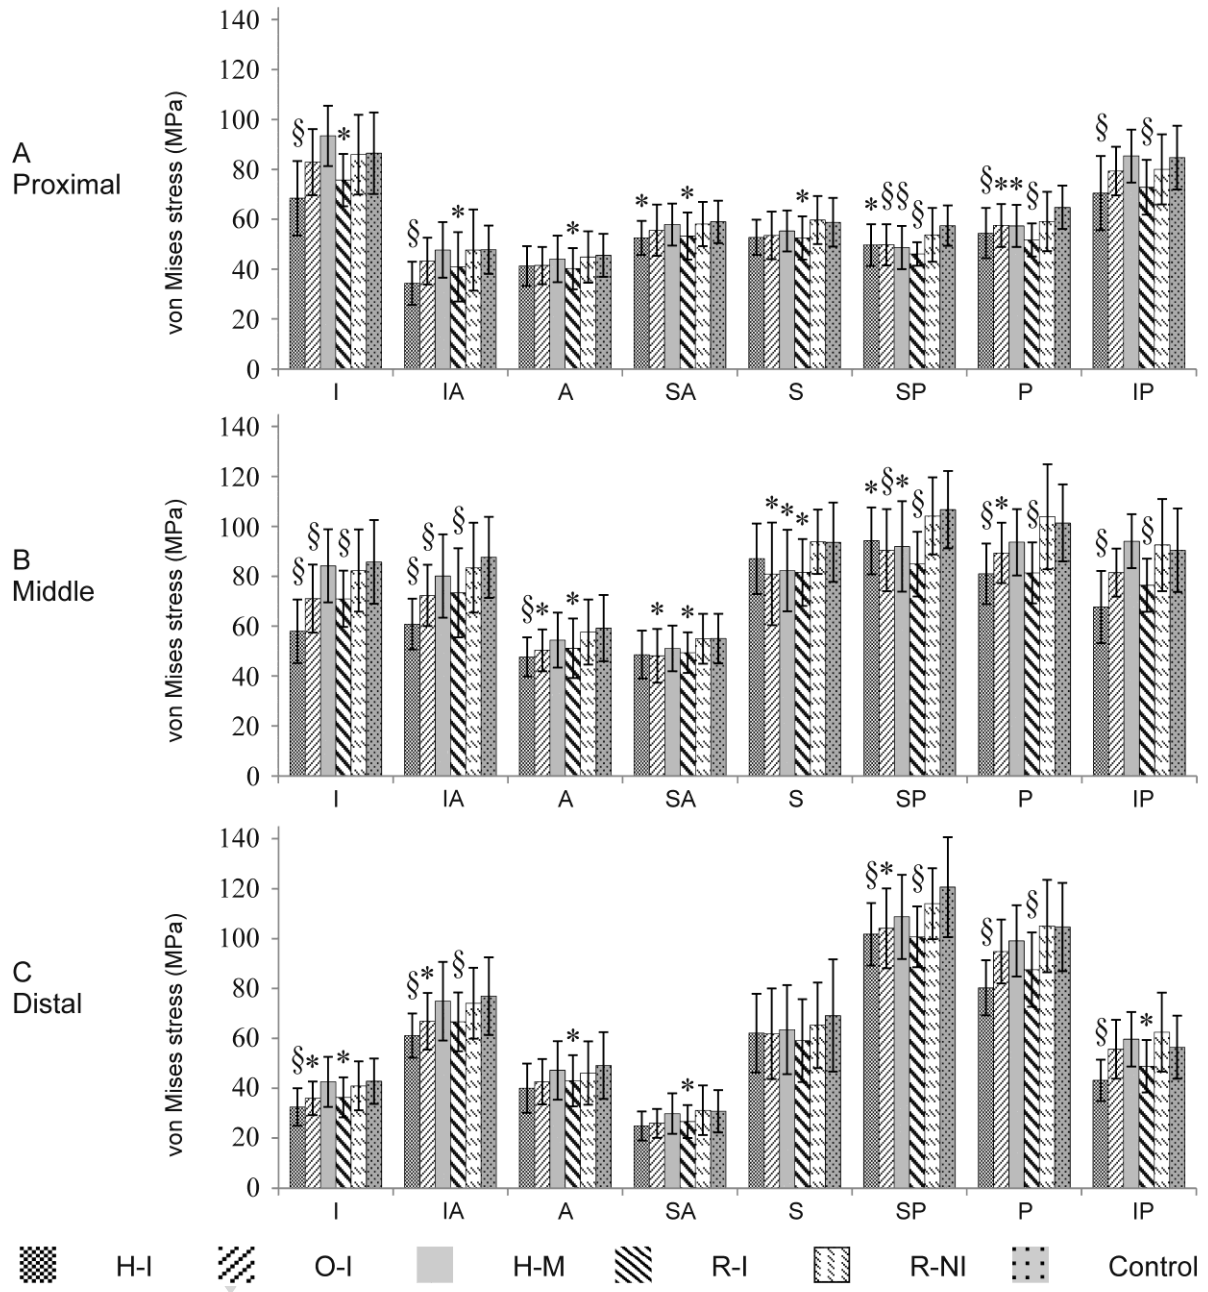 A
Proximal
von Mises stress (MPa)
140
120
100
80
60
40
20
0
§ *
§ *
*
* *
*
* §§ §
§ ** §
§ §
I IA A SA S SP P IP
B
Middle
von Mises stress (MPa)
140
120
100
80
60
40
20
0
§ § §
§ § §
§ * *
* *
* * *
* § * §
§ * §
§ §
I IA A SA S SP P IP
C
Distal
von Mises stress (MPa)
140
120
100
80
60
40
20
0
§ * *
§ * §
*
*
§ * §
§ §
§ *
I IA A SA S SP P IP
H-I O-I H-M R-I R-NI Control